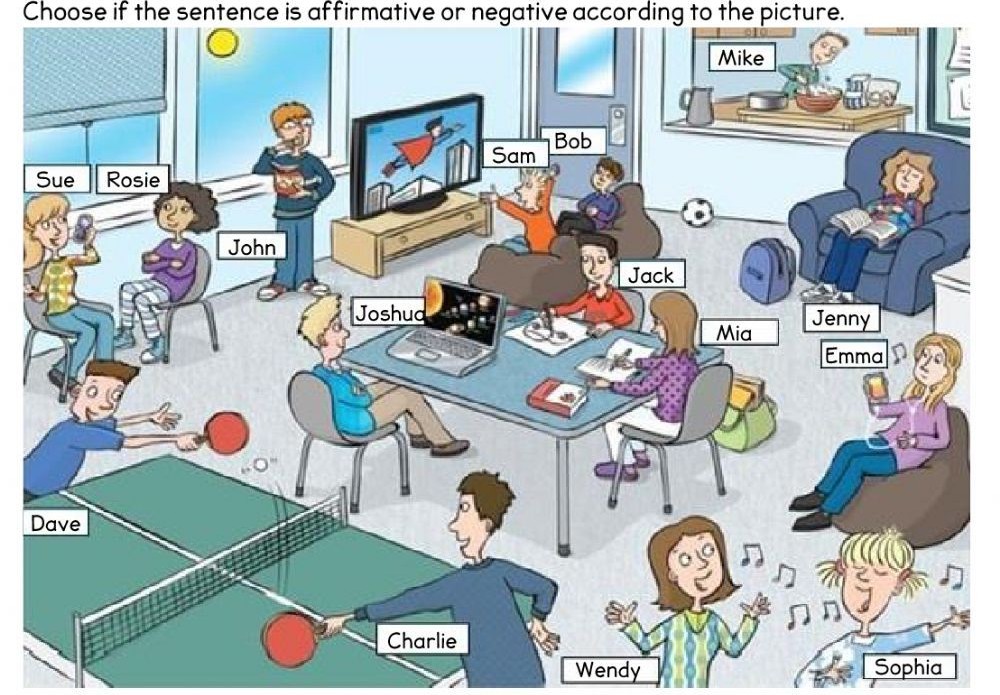 Choose if the sentence is affirmative or negative according to the picture.
Mike
Bob
Sam
Sue
Rosie
John
Jack
Joshua
Jenny
Mia
Emma
Dave
Charlie
Wendy
Sophia